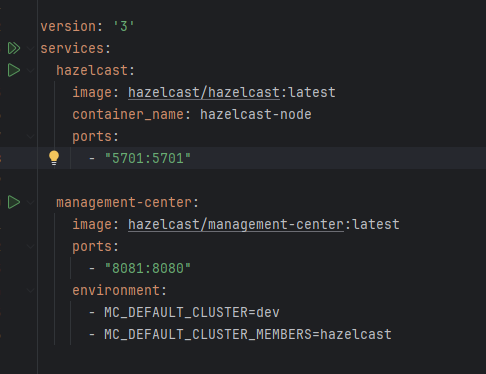 version: '3'
services:
  hazelcast:
    image: hazelcast/hazelcast:latest
    container_name: hazelcast-node
    ports:
      - "5701:5701"
  management-center:
    image: hazelcast/management-center:latest
    ports:
      - "8081:8080"
    environment:
      - MC_DEFAULT_CLUSTER=dev
      - MC_DEFAULT_CLUSTER_MEMBERS=hazelcast